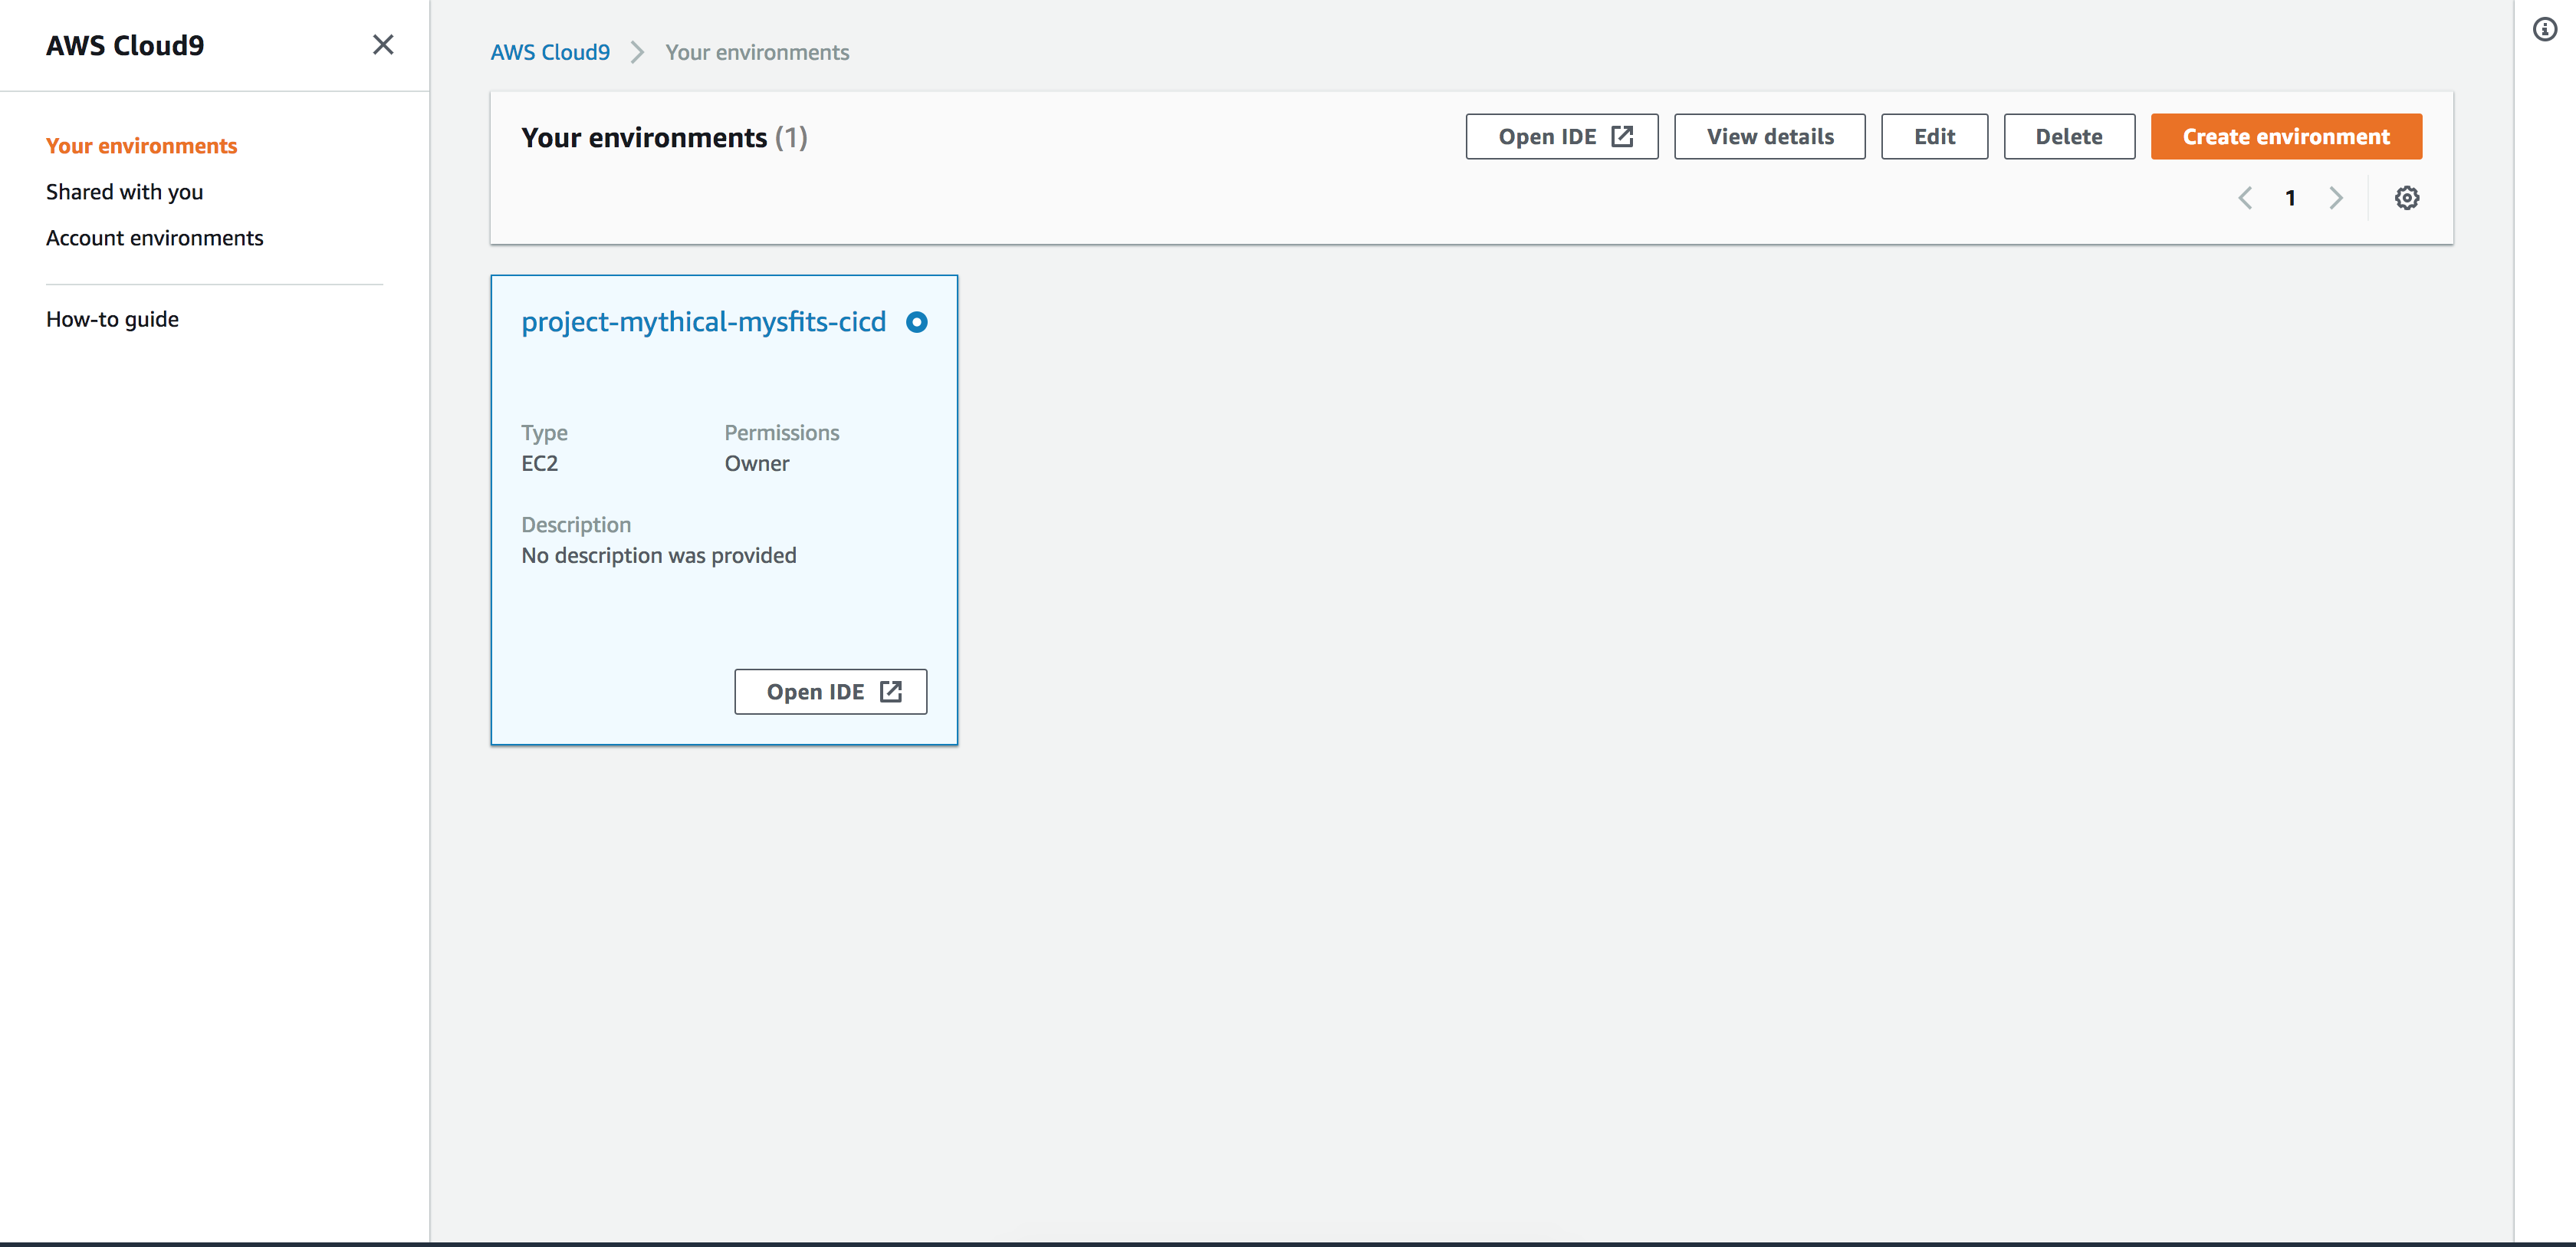 AWS Cloud9
Your environments
Shared with you
Account environments
How-to guide
AWS Cloud9 Your environments
Your environments (1)
Open IDE View details Edit Delete Create environment
1
project-mythical-mysfits-cicd
Type Permissions
EC2 Owner
Description
No description was provided
Open IDE